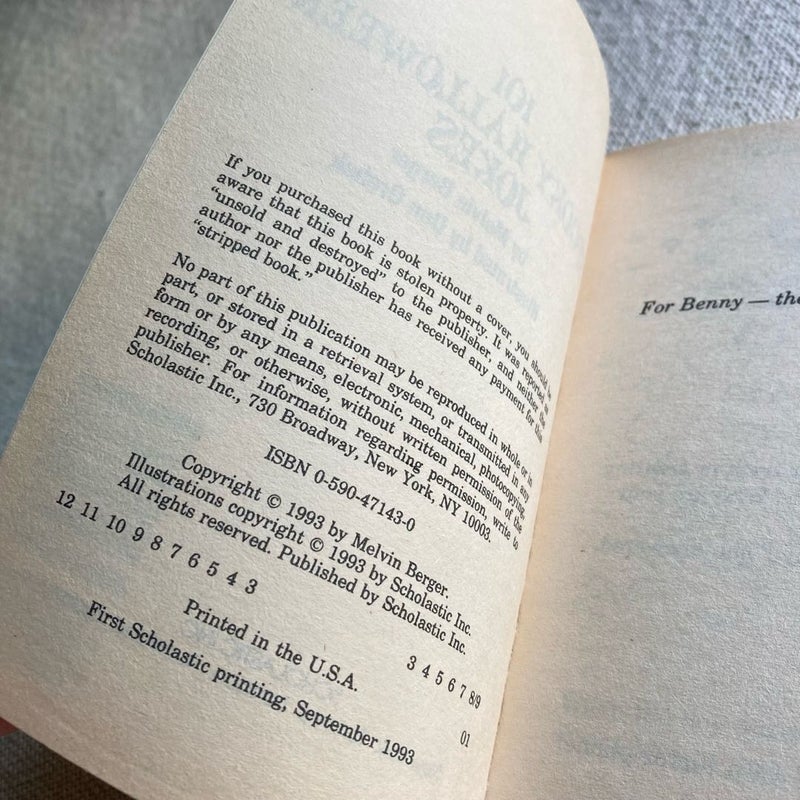 If you purchased this book without a cover, you should be
aware that this book is stolen property. It was reported as
"unsold and destroyed" to the publisher, and neither the
author nor the publisher has received any payment for this
"stripped book."
No part of this publication may be reproduced in whole or in
part, or stored in a retrieval system, or transmitted in any
form or by any means, electronic, mechanical, photocopying,
recording, or otherwise, without written permission of the
publisher. For information regarding permission, write to
Scholastic Inc., 730 Broadway, New York, NY 10003.
ISBN 0-590-47143-0
Copyright © 1993 by Melvin Berger.
Illustrations copyright © 1993 by Scholastic Inc.
All rights reserved. Published by Scholastic Inc.
12 11 10 9 8 7 6 5 4 3 3 4 5 6 7 8/9
Printed in the U.S.A. 01
First Scholastic printing, September 1993
For Benny — the